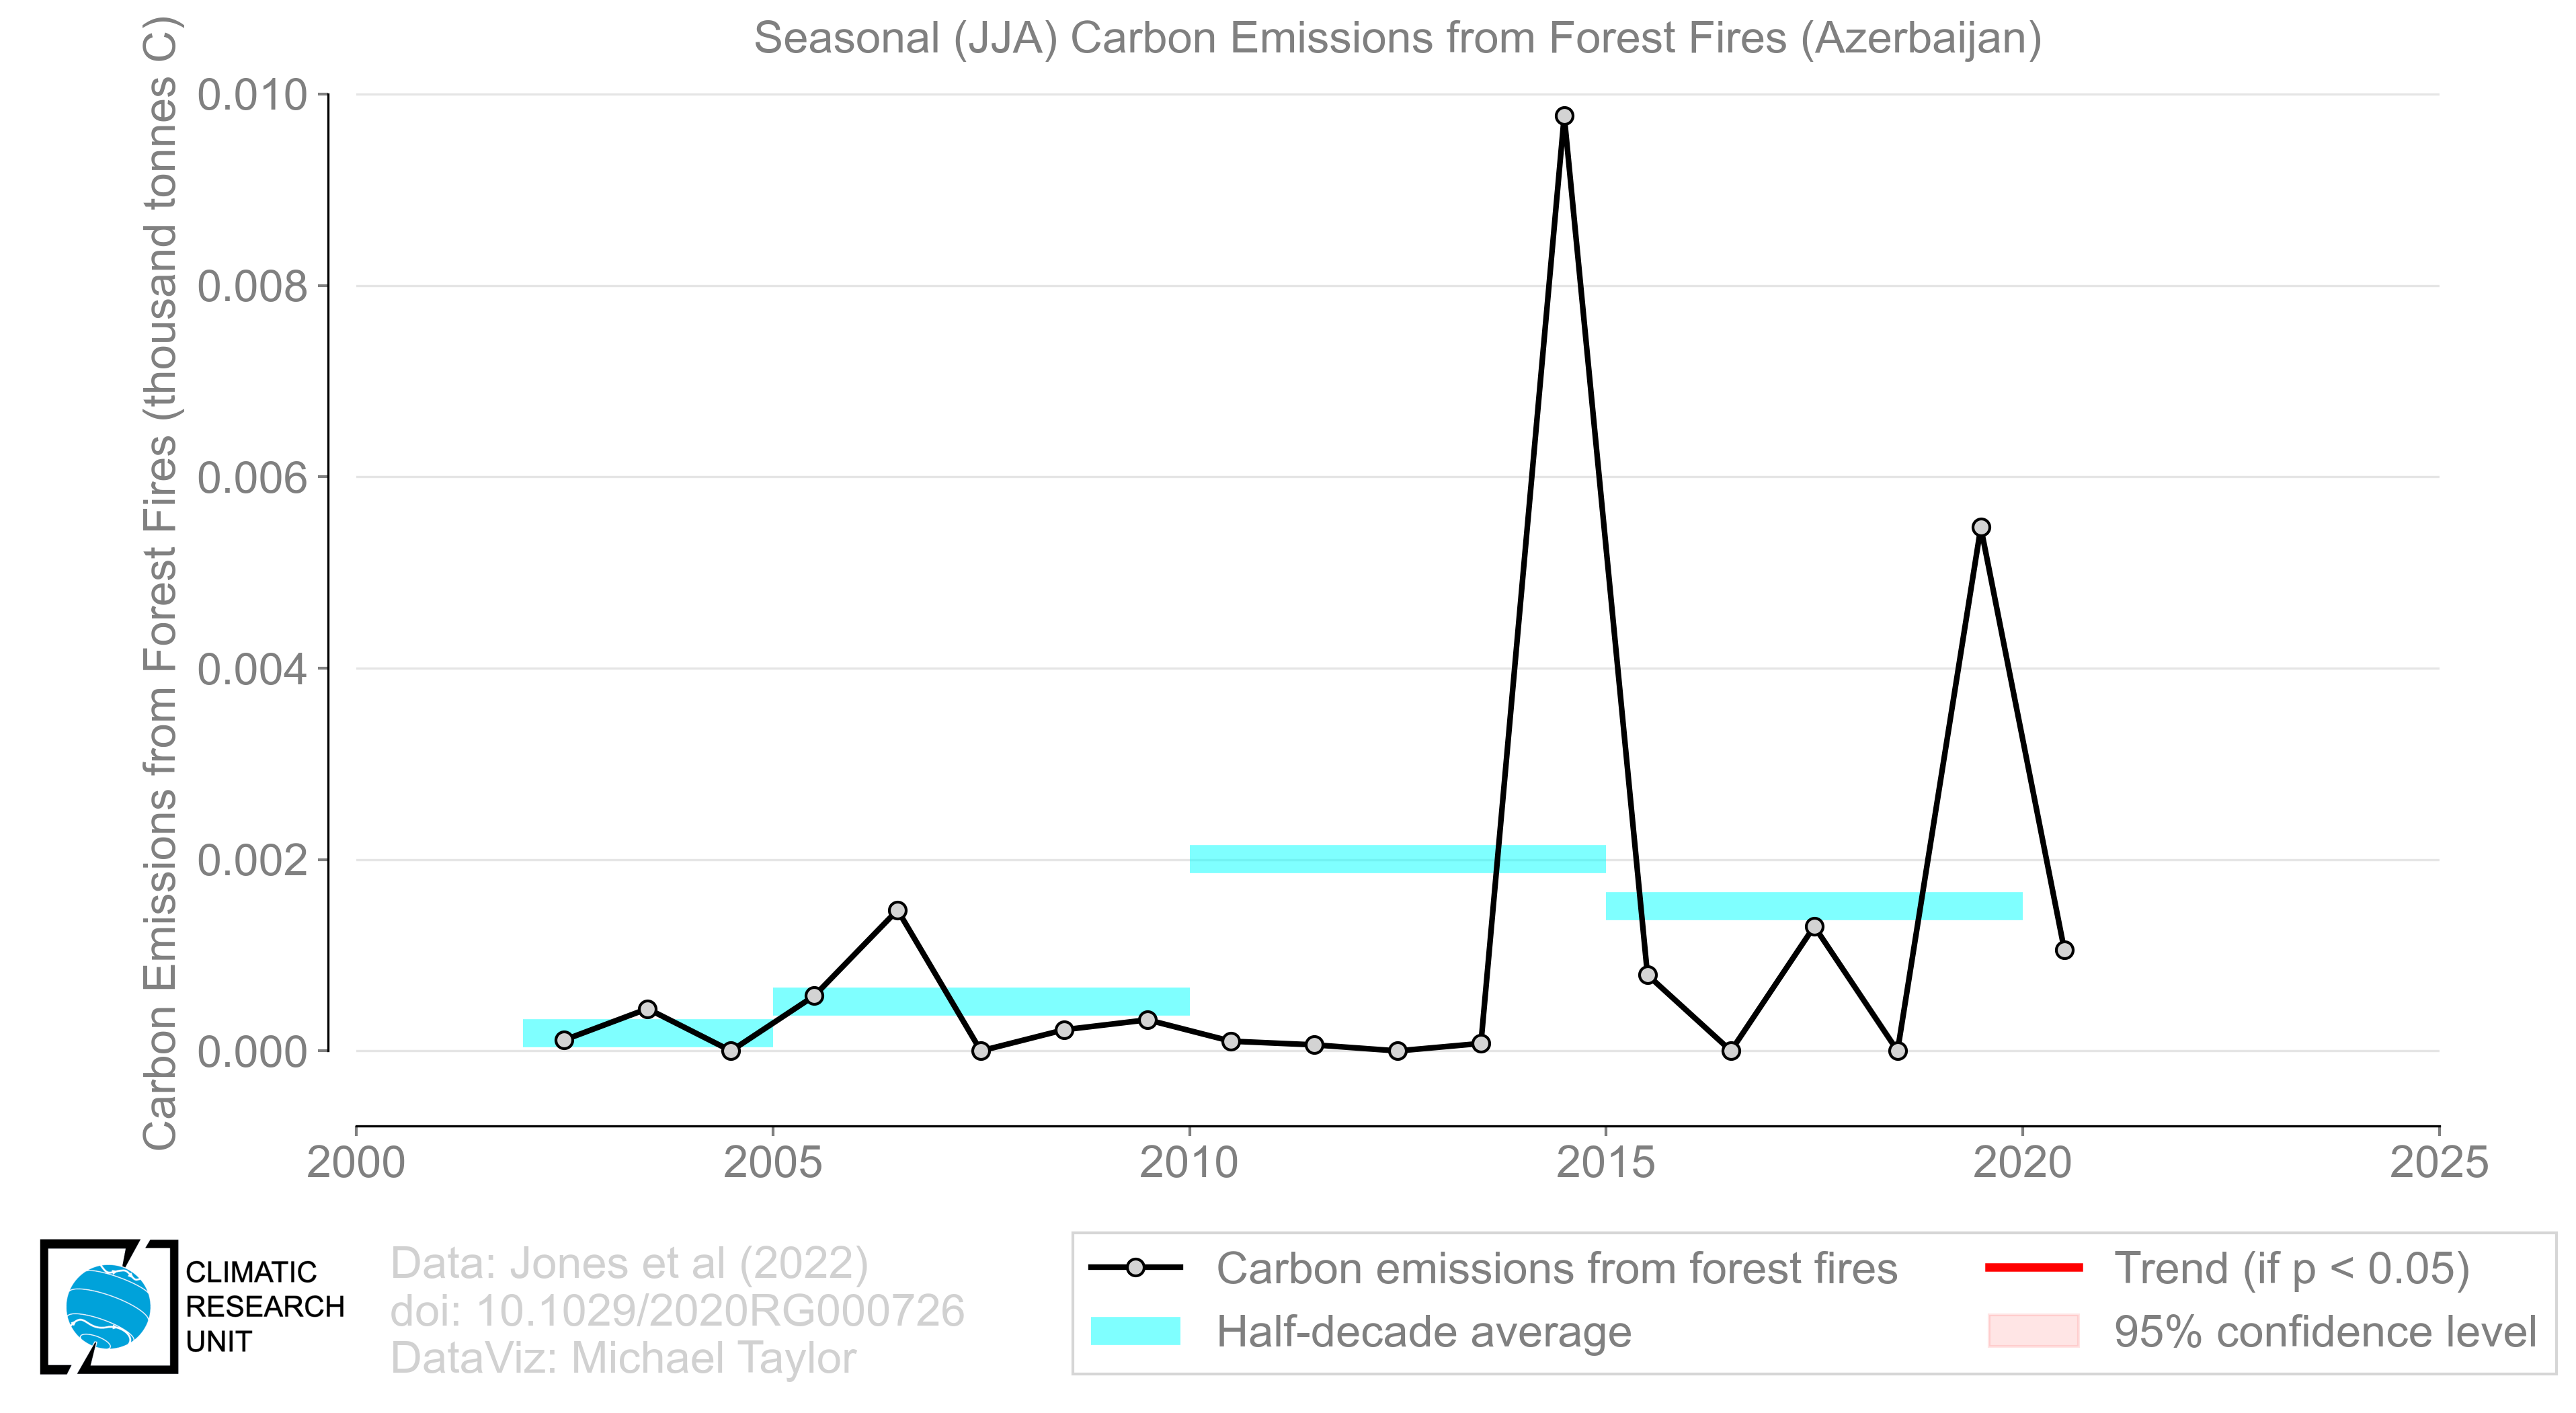 Seasonal (JJA) Carbon Emissions from Forest Fires (Azerbaijan)
Carbon Emissions from Forest Fires (thousand tonnes C)
0.010
0.008
0.006
0.004
0.002
0.000
2000
2005
2010
2015
2020
2025
CLIMATIC
RESEARCH
UNIT
Data: Jones et al (2022)
doi: 10.1029/2020RG000726
DataViz: Michael Taylor
Carbon emissions from forest fires
Half-decade average
Trend (if p < 0.05)
95% confidence level